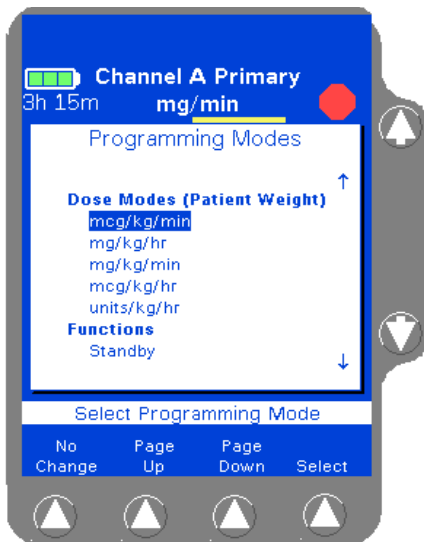 Channel A Primary
3h 15m mg/min
Programming Modes
↑
Dose Modes (Patient Weight)
mcg/kg/min
mg/kg/hr
mg/kg/min
mcg/kg/hr
units/kg/hr
Functions
Standby
↓
Select Programming Mode
No Page Page
Change Up Down Select